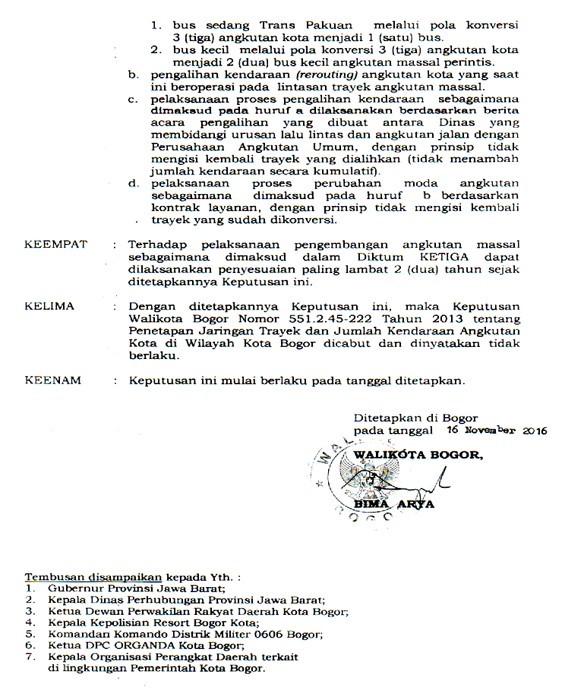 1. bus sedang Trans Pakuan melalui pola konversi
3 (tiga) angkutan kota menjadi 1 (satu) bus.
2. bus kecil melalui pola konversi 3 (tiga) angkutan kota
menjadi 2 (dua) bus kecil angkutan massal perintis.
b. pengalihan kendaraan (rerouting) angkutan kota yang saat
ini beroperasi pada lintasan trayek angkutan massal.
c. pelaksanaan proses pengalihan kendaraan sebagaimana
dimaksud pada huruf a dilaksanakan berdasarkan berita
acara pengalihan yang dibuat antara Dinas yang
membidangi urusan lalu lintas dan angkutan jalan dengan
Perusahaan Angkutan Umum, dengan prinsip tidak
mengisi kembali trayek yang dialihkan (tidak menambah
jumlah kendaraan secara kumulatif).
d. pelaksanaan proses perubahan moda angkutan
sebagaimana dimaksud pada huruf b berdasarkan
kontrak layanan, dengan prinsip tidak mengisi kembali
trayek yang sudah dikonversi.
KEEMPAT : Terhadap pelaksanaan pengembangan angkutan massal
sebagaimana dimaksud dalam Diktum KETIGA dapat
dilaksanakan penyesuaian paling lambat 2 (dua) tahun sejak
ditetapkannya Keputusan ini.
KELIMA : Dengan ditetapkannya Keputusan ini, maka Keputusan
Walikota Bogor Nomor 551.2.45-222 Tahun 2013 tentang
Penetapan Jaringan Trayek dan Jumlah Kendaraan Angkutan
Kota di Wilayah Kota Bogor dicabut dan dinyatakan tidak
berlaku.
KEENAM : Keputusan ini mulai berlaku pada tanggal ditetapkan.
Ditetapkan di Bogor
pada tanggal 16 November 2016
WALIKOTA BOGOR,
BIMA ARYA
BOGOR
Tembusan disampaikan kepada Yth. :
1. Gubernur Provinsi Jawa Barat;
2. Kepala Dinas Perhubungan Provinsi Jawa Barat;
3. Ketua Dewan Perwakilan Rakyat Daerah Kota Bogor;
4. Kepala Kepolisian Resort Bogor Kota;
5. Komandan Komando Distrik Militer 0606 Bogor;
6. Ketua DPC ORGANDA Kota Bogor;
7. Kepala Organisasi Perangkat Daerah terkait
di lingkungan Pemerintah Kota Bogor.